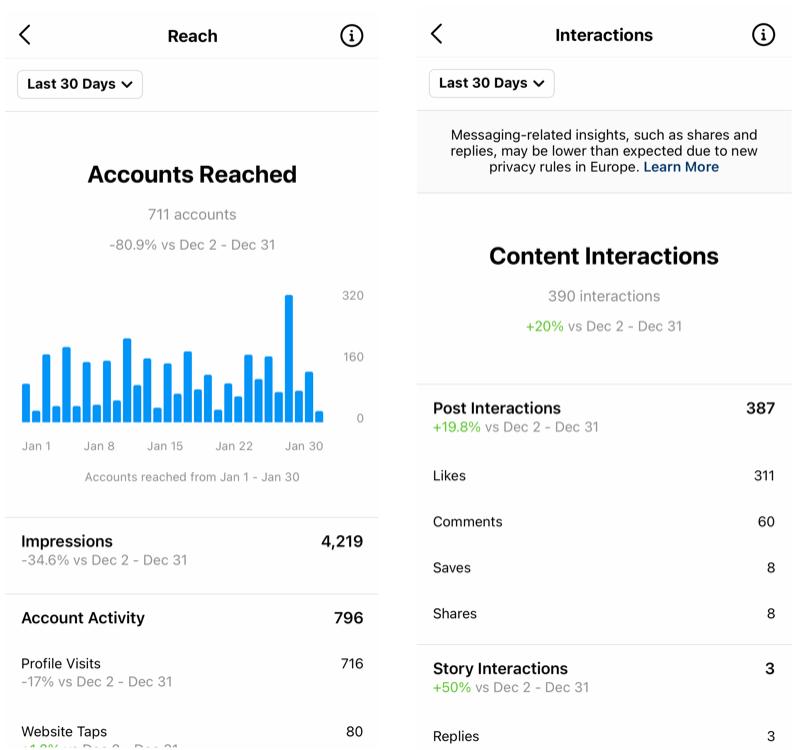 Reach
Last 30 Days
Accounts Reached
711 accounts
-80.9% vs Dec 2 - Dec 31
320
160
0
Jan 1 Jan 8 Jan 15 Jan 22 Jan 30
Accounts reached from Jan 1 - Jan 30
Impressions 4,219
-34.6% vs Dec 2 - Dec 31
Account Activity 796
Profile Visits 716
-17% vs Dec 2 - Dec 31
Website Taps 80
Interactions
Last 30 Days
Messaging-related insights, such as shares and
replies, may be lower than expected due to new
privacy rules in Europe. Learn More
Content Interactions
390 interactions
+20% vs Dec 2 - Dec 31
Post Interactions 387
+19.8% vs Dec 2 - Dec 31
Likes 311
Comments 60
Saves 8
Shares 8
Story Interactions 3
+50% vs Dec 2 - Dec 31
Replies 3